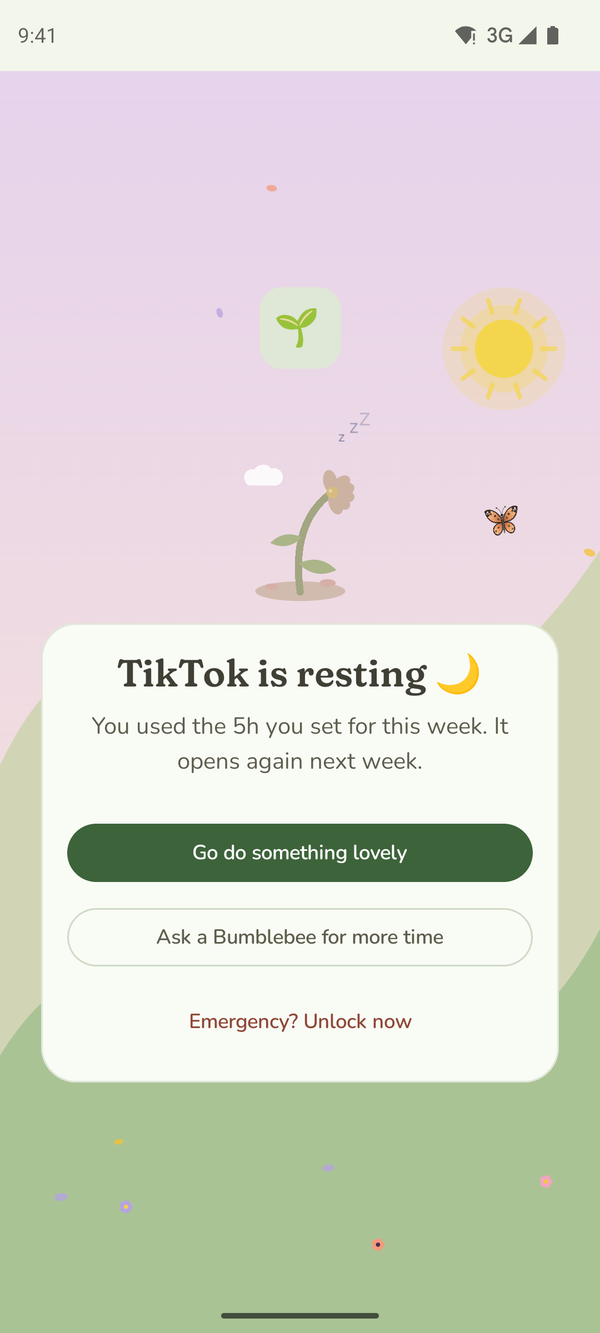 9:41
3G
z z Z
TikTok is resting 🌙
You used the 5h you set for this week. It
opens again next week.
Go do something lovely
Ask a Bumblebee for more time
Emergency? Unlock now